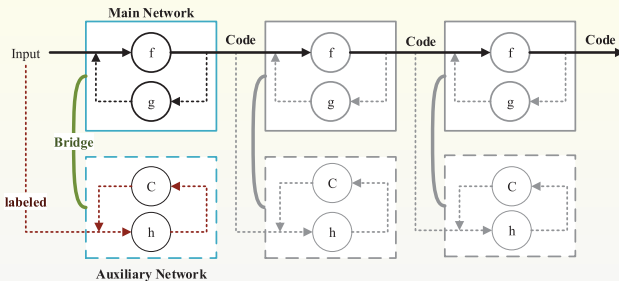 Main Network
Input
f
Code
f
Code
f
Code
g
g
g
Bridge
labeled
C
C
C
h
h
h
Auxiliary Network